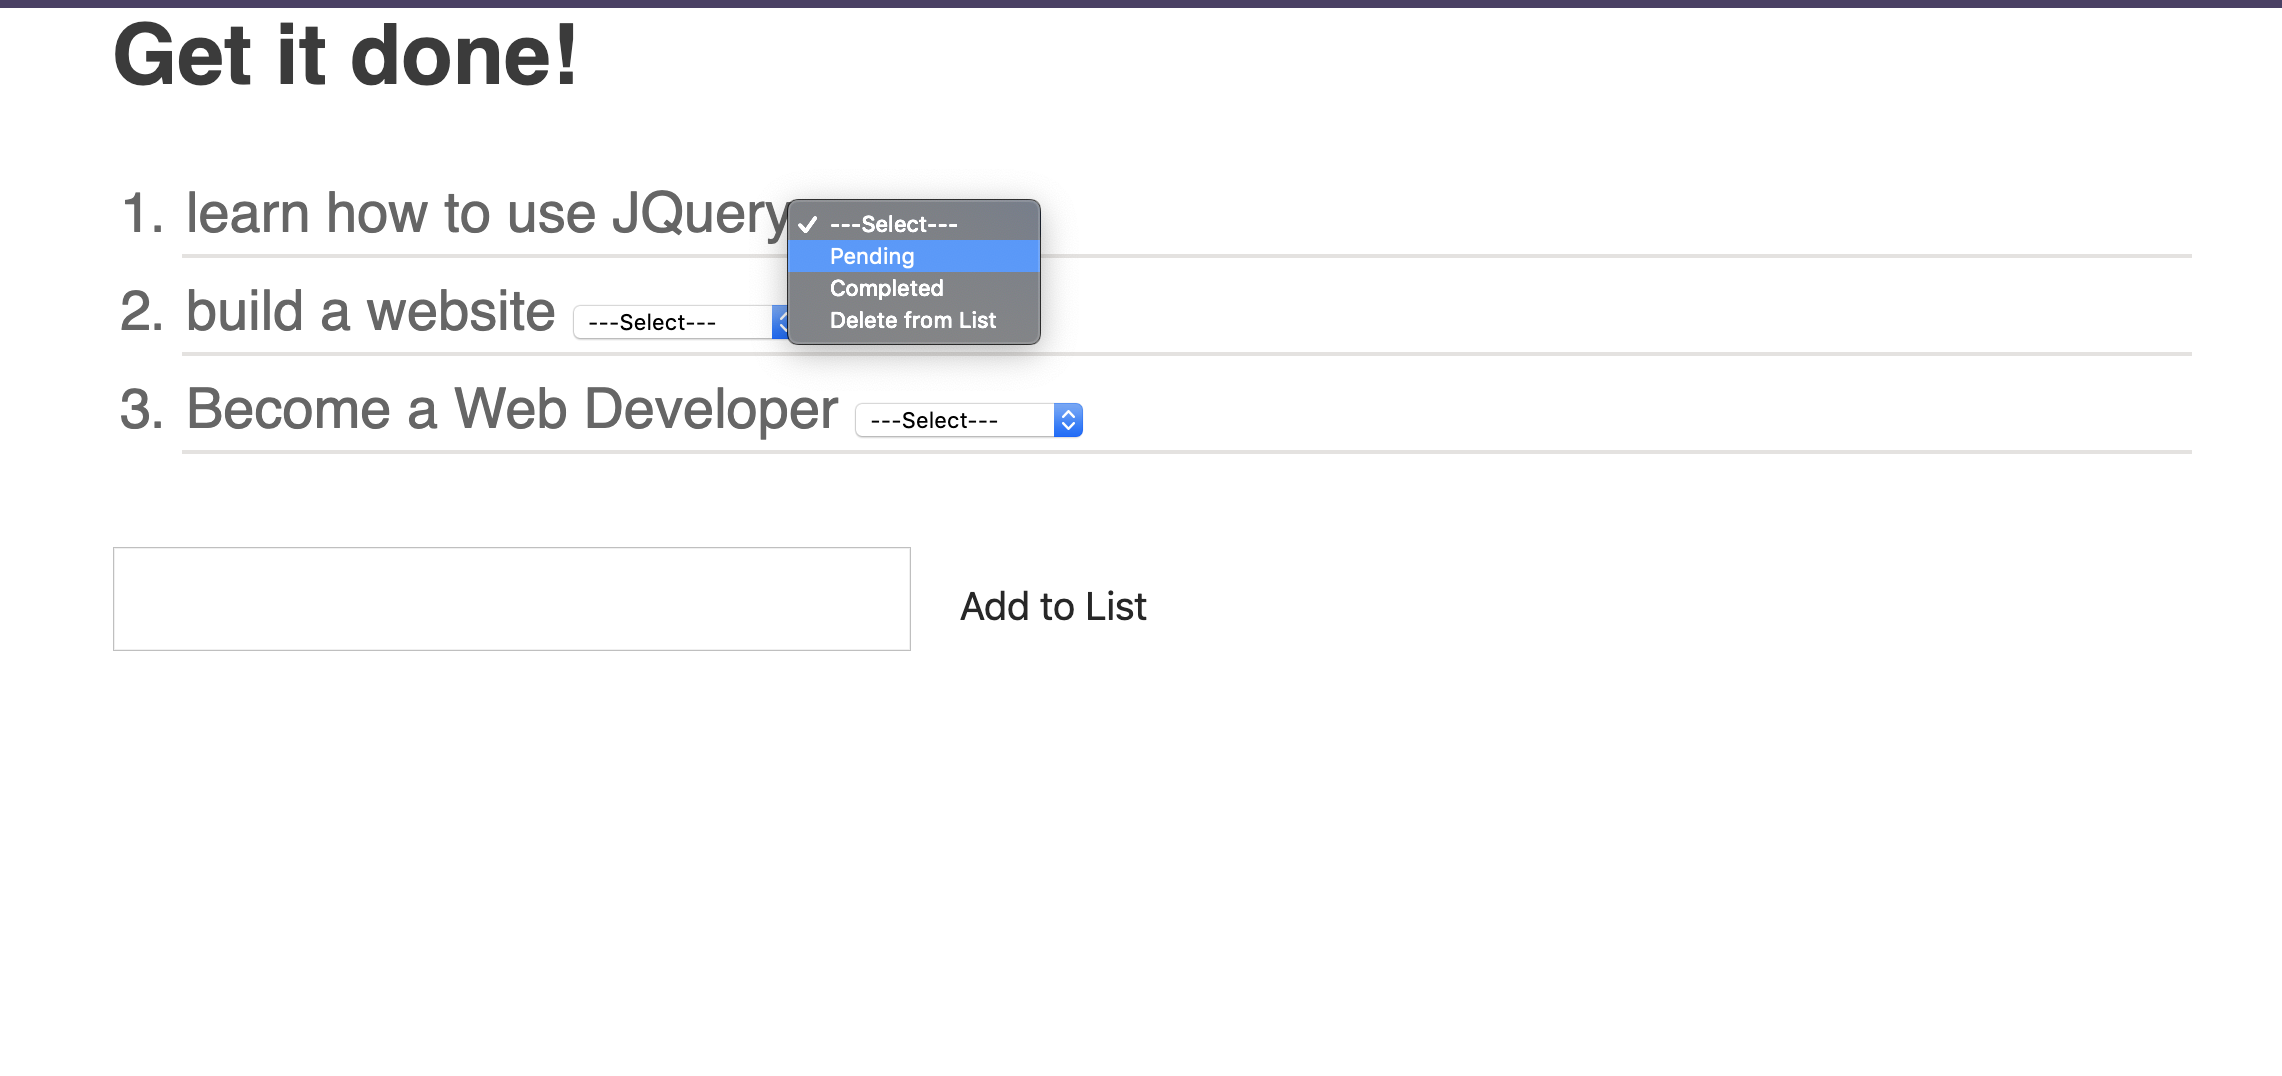 Get it done!
1. learn how to use JQuery
---Select---
Pending
Completed
Delete from List
2. build a website ---Select---
3. Become a Web Developer ---Select---
Add to List